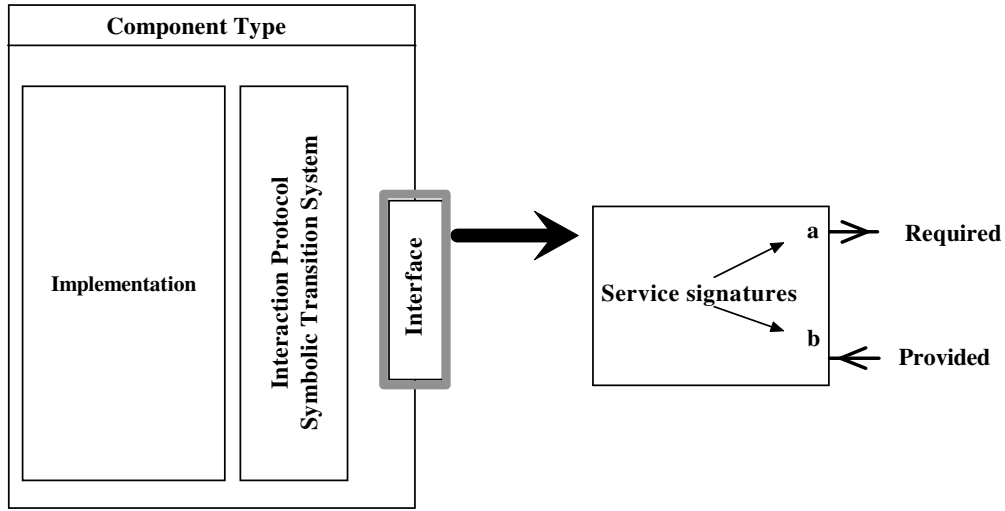 Component Type
Implementation
Interaction Protocol
Symbolic Transition System
Interface
a
Required
Service signatures
b
Provided